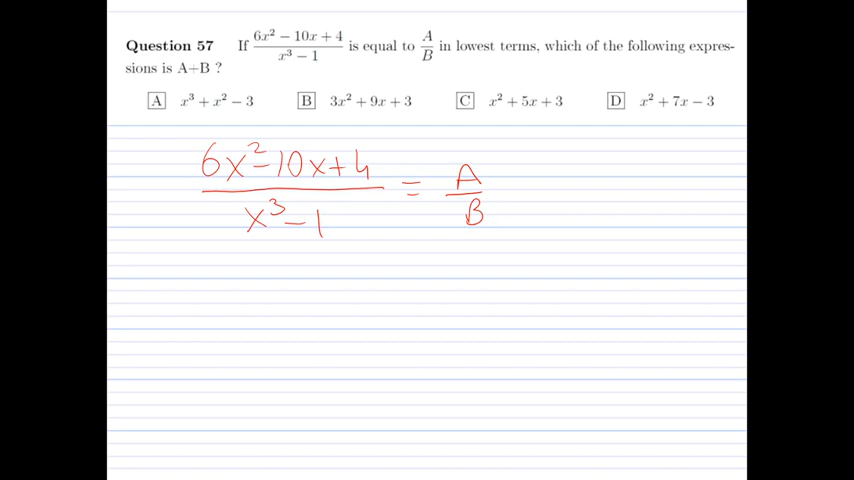 Question 57 If (6x² − 10x + 4)/(x³ − 1) is equal to A/B in lowest terms, which of the following expres-
sions is A+B ?
A x³ + x² − 3 B 3x² + 9x + 3 C x² + 5x + 3 D x² + 7x − 3
(6x² − 10x + 4)/(x³ − 1) = A/B